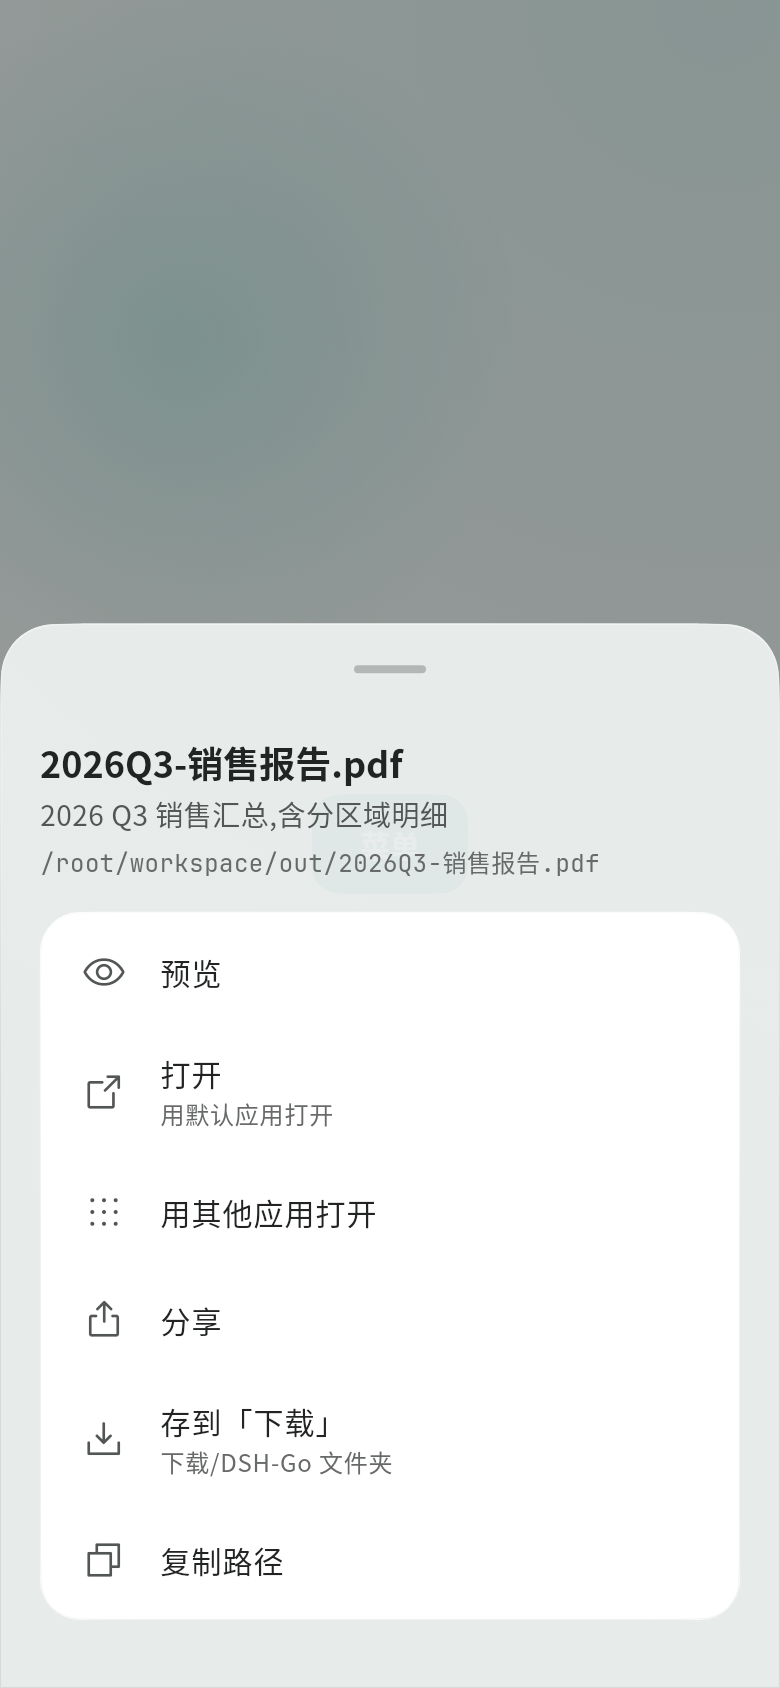 2026Q3-销售报告.pdf
2026 Q3 销售汇总,含分区域明细
菜单
/root/workspace/out/2026Q3-销售报告.pdf
预览
打开
用默认应用打开
用其他应用打开
分享
存到「下载」
下载/DSH-Go 文件夹
复制路径